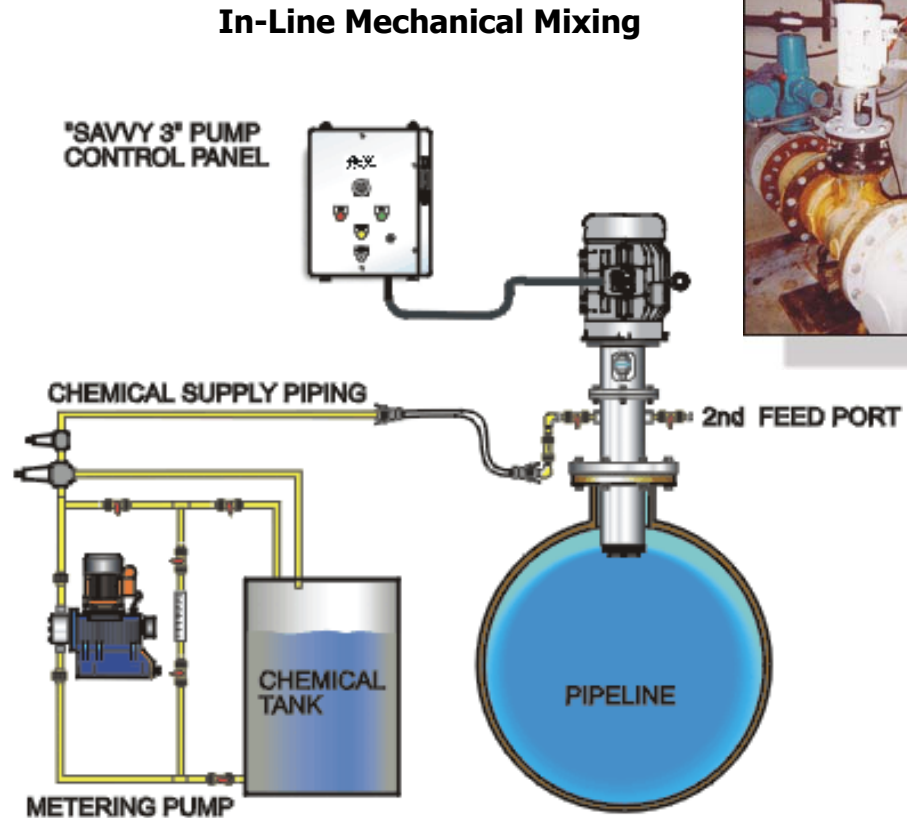 In-Line Mechanical Mixing
"SAVVY 3" PUMP
CONTROL PANEL
CHEMICAL SUPPLY PIPING
2nd FEED PORT
CHEMICAL
TANK
PIPELINE
METERING PUMP